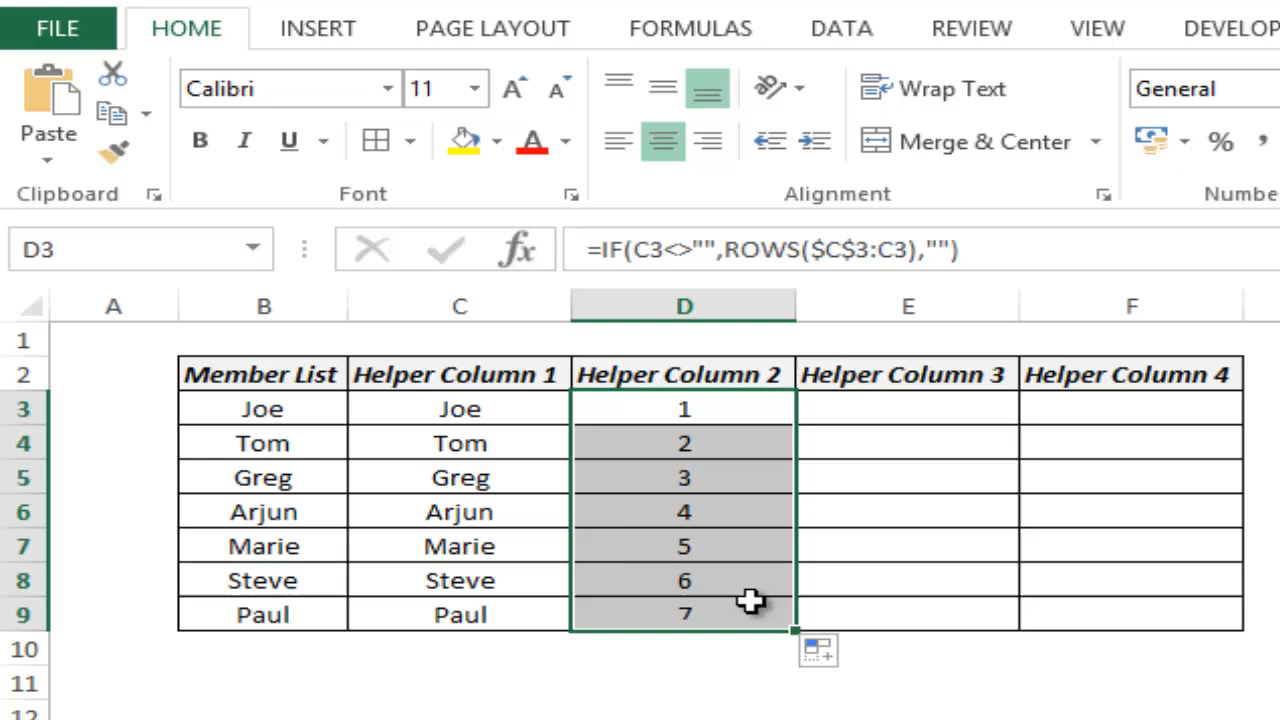 FILE HOME INSERT PAGE LAYOUT FORMULAS DATA REVIEW VIEW DEVELOP
Calibri 11 A A Wrap Text General
Paste B I U A Merge & Center %
Clipboard Font Alignment Numbe
D3 fx =IF(C3<>"",ROWS($C$3:C3),"")
A B C D E F
1
2 Member List Helper Column 1 Helper Column 2 Helper Column 3 Helper Column 4
3 Joe Joe 1
4 Tom Tom 2
5 Greg Greg 3
6 Arjun Arjun 4
7 Marie Marie 5
8 Steve Steve 6
9 Paul Paul 7
10
11
12